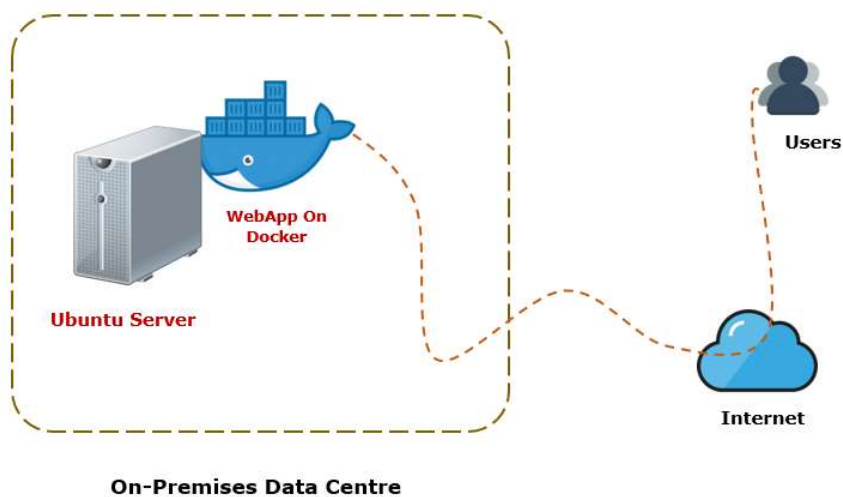 Users
WebApp On
Docker
Ubuntu Server
Internet
On-Premises Data Centre